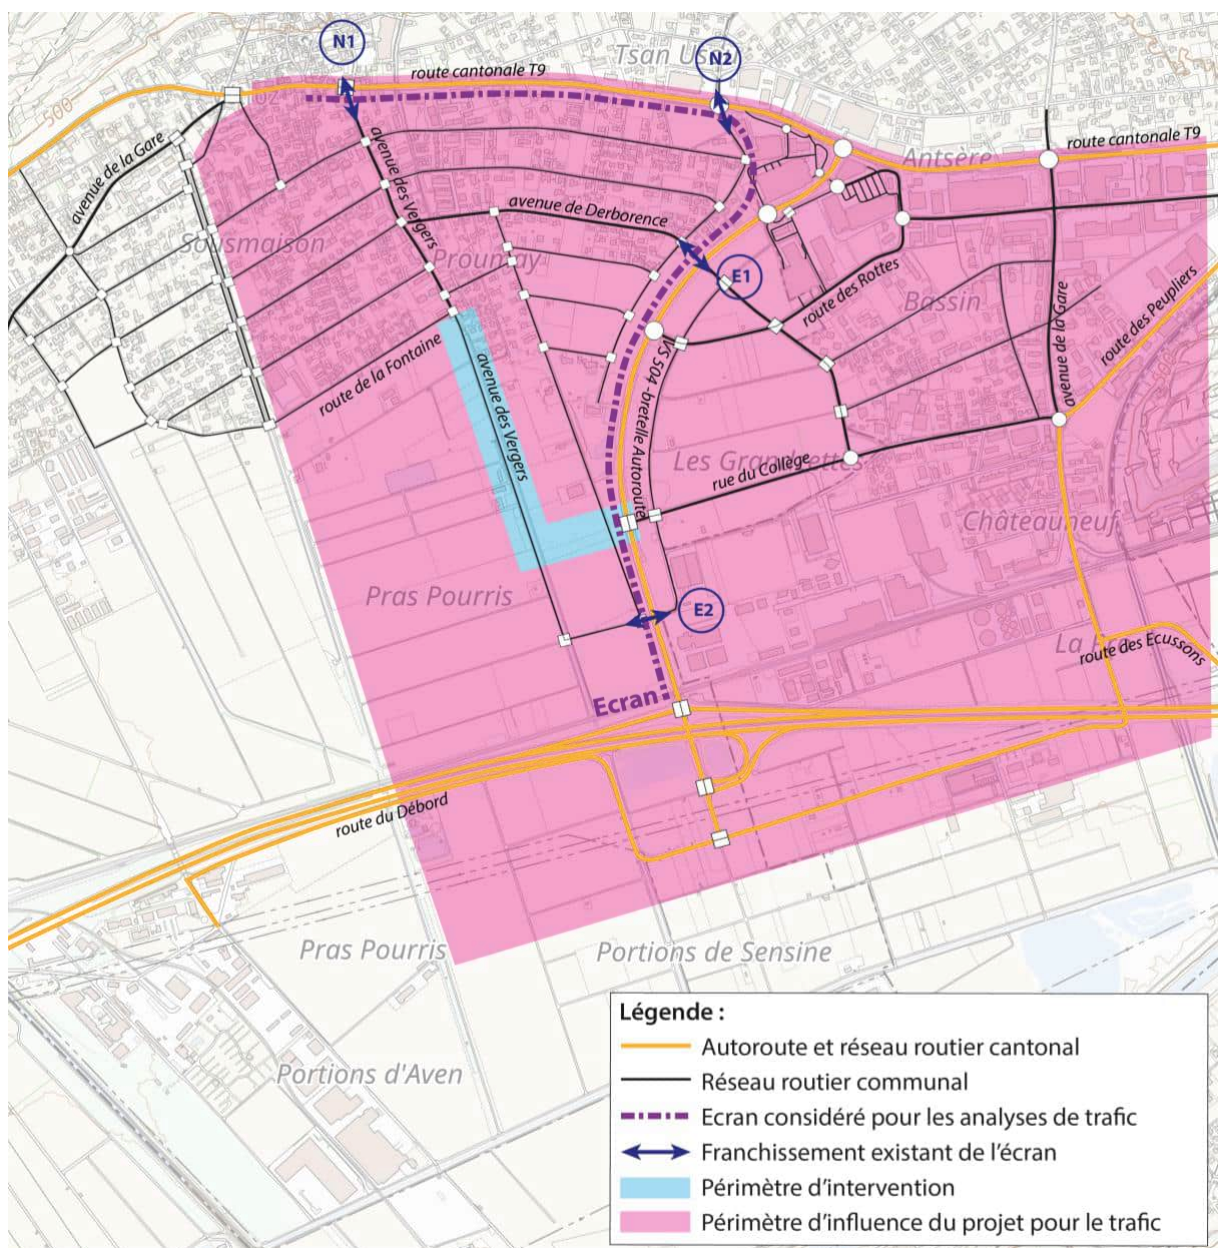 N1
Tsan Us
N2
route cantonale T9
500
avenue de la Gare
route cantonale T9
Antsère
avenue des Vergers
avenue de Derborence
Sousmaison
Proumay
E1
route des Rottes
Bassin
avenue de la Gare
route des Peupliers
route de la Fontaine
avenue des Vergers
VS 504 -bretelle Autoroute
Les Grandrettes
rue du Collège
Châteauneuf
Pras Pourris
E2
route des Ecussons
Ecran
route du Débord
Pras Pourris
Portions de Sensine
Portions d'Aven
Légende :
Autoroute et réseau routier cantonal
Réseau routier communal
Ecran considéré pour les analyses de trafic
Franchissement existant de l'écran
Périmètre d'intervention
Périmètre d'influence du projet pour le trafic